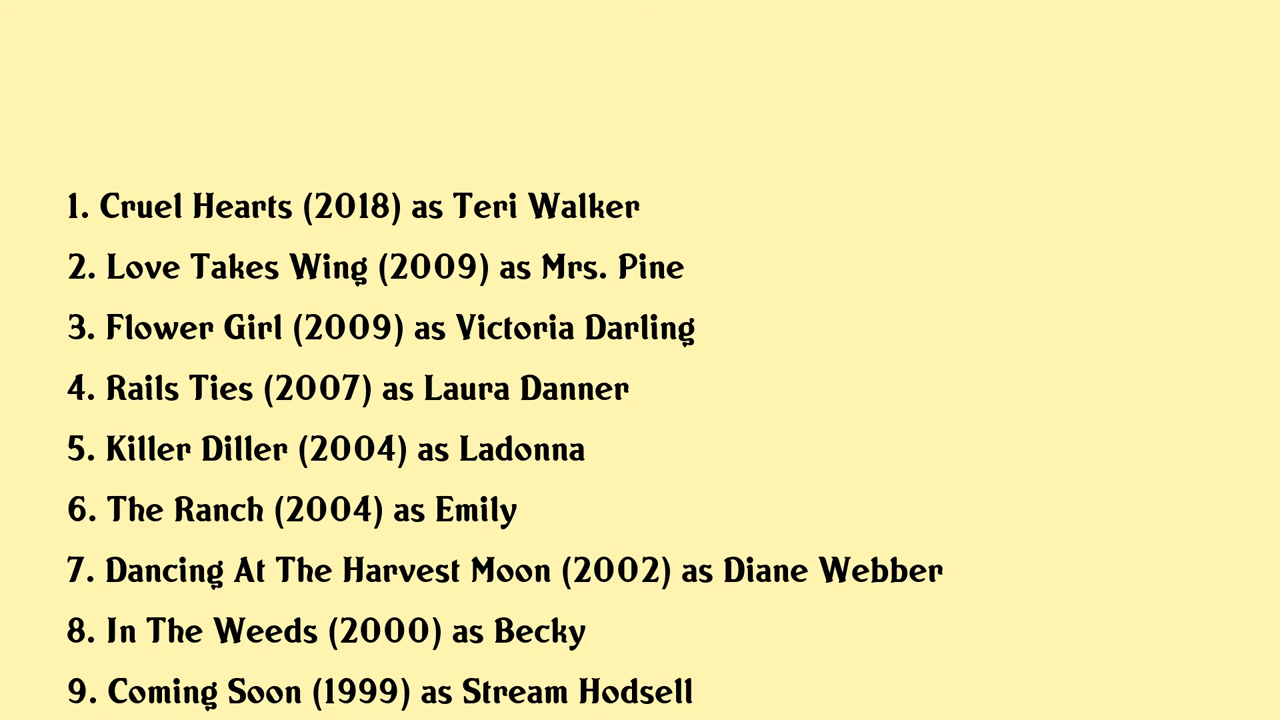 1. Cruel Hearts (2018) as Teri Walker
2. Love Takes Wing (2009) as Mrs. Pine
3. Flower Girl (2009) as Victoria Darling
4. Rails Ties (2007) as Laura Danner
5. Killer Diller (2004) as Ladonna
6. The Ranch (2004) as Emily
7. Dancing At The Harvest Moon (2002) as Diane Webber
8. In The Weeds (2000) as Becky
9. Coming Soon (1999) as Stream Hodsell